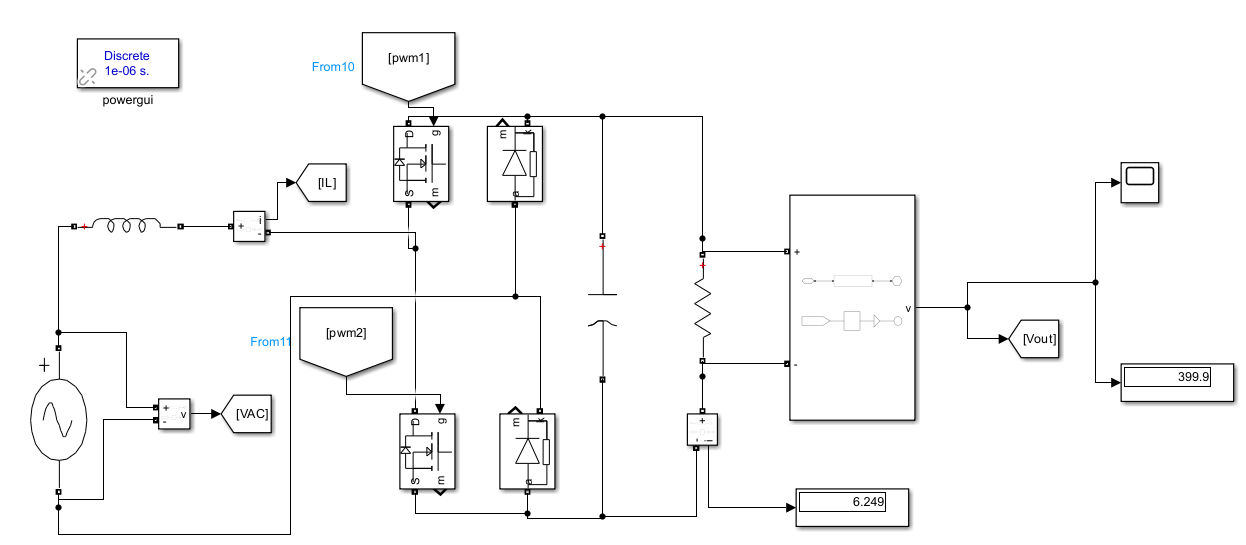 Discrete
1e-06 s.
powergui
From10
[pwm1]
D
g
S
m
m
k
a
[IL]
+
i
-
+
From11
[pwm2]
+
+
-
v
[VAC]
D
g
S
m
m
k
a
+
+
+
-
v
[Vout]
399.9
+
-
i
6.249